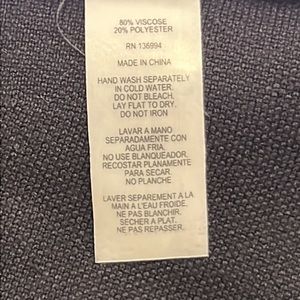 80% VISCOSE
20% POLYESTER
RN 136994
MADE IN CHINA
HAND WASH SEPARATELY
IN COLD WATER.
DO NOT BLEACH.
LAY FLAT TO DRY.
DO NOT IRON
LAVAR A MANO
SEPARADAMENTE CON
AGUA FRIA.
NO USE BLANQUEADOR.
RECOSTAR PLANAMENTE
PARA SECAR.
NO PLANCHE
LAVER SEPAREMENT A LA
MAIN A L'EAU FROIDE.
NE PAS BLANCHIR.
SECHER A PLAT.
NE PAS REPASSER.